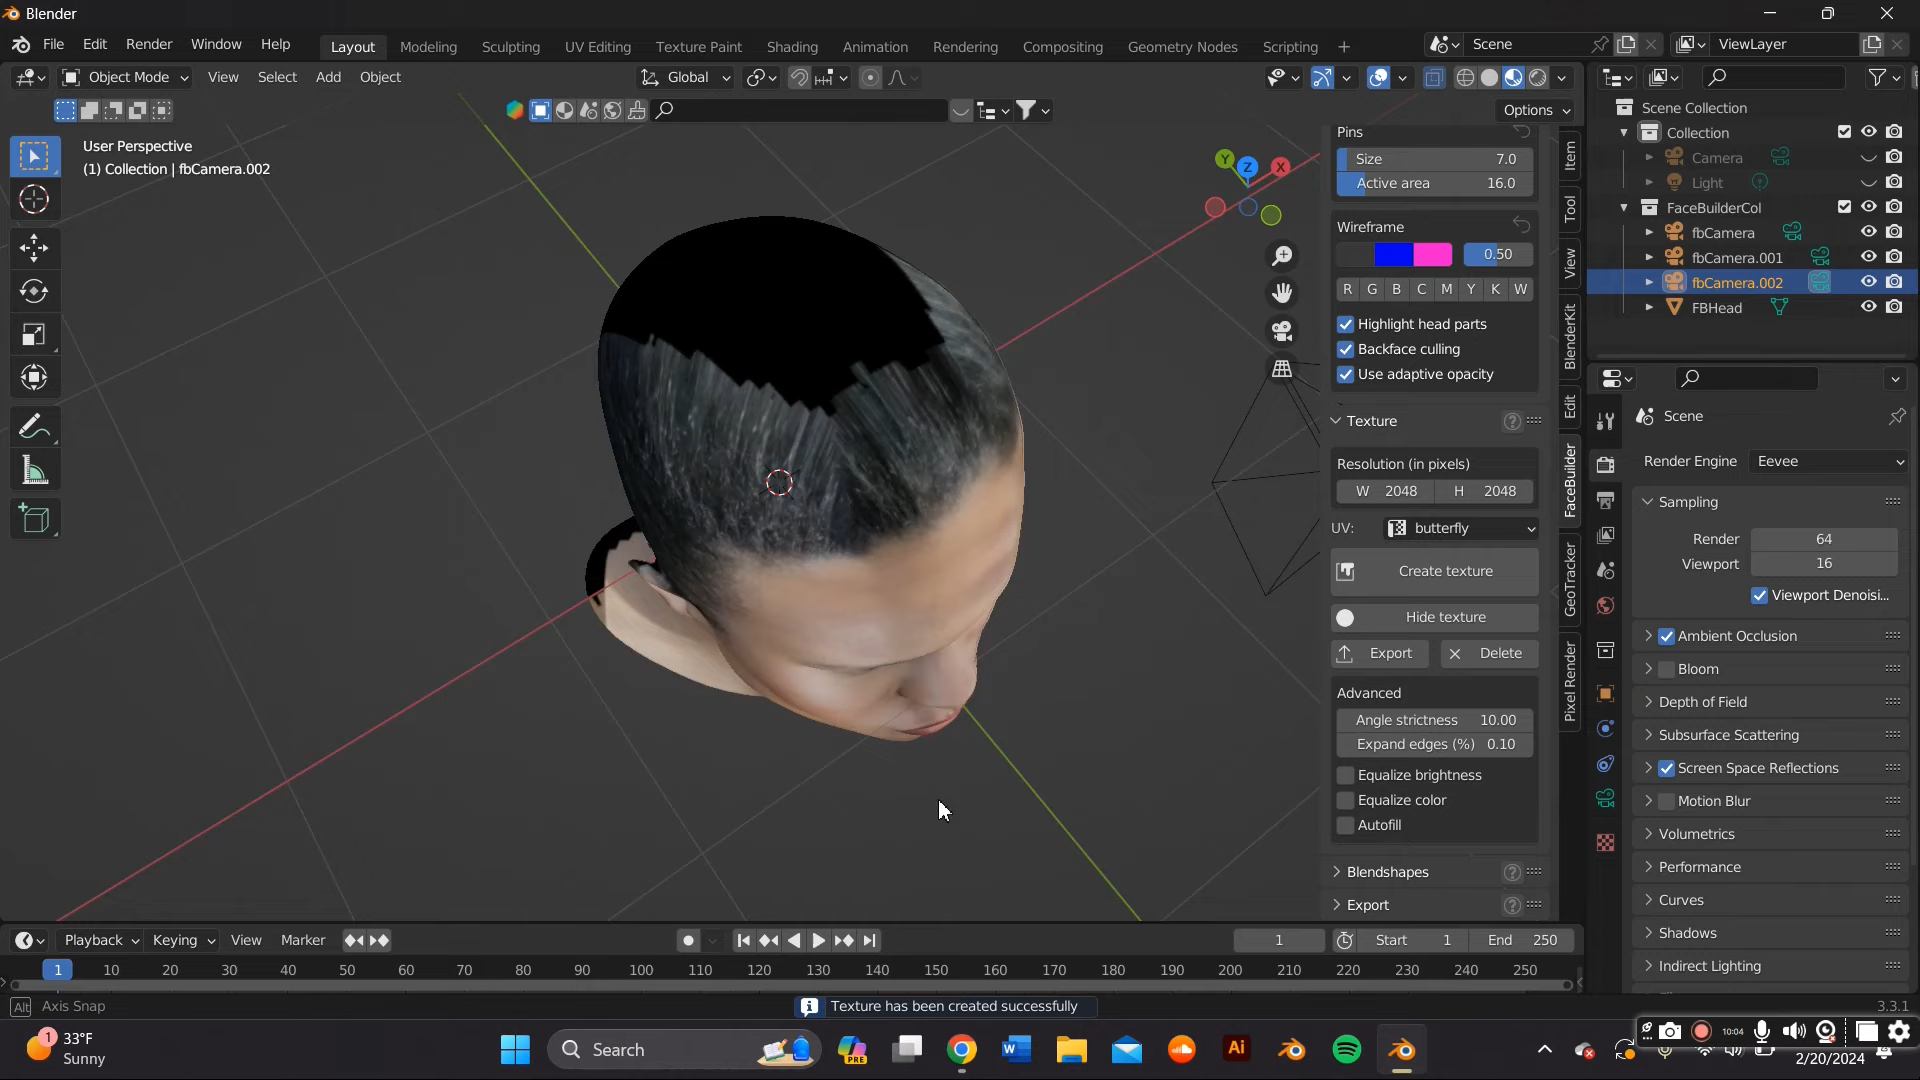 Blender
File Edit Render Window Help Layout Modeling Sculpting UV Editing Texture Paint Shading Animation Rendering Compositing Geometry Nodes Scripting + Scene ViewLayer
Object Mode View Select Add Object Global
Options
User Perspective
(1) Collection | fbCamera.002
Y Z X
Pins
Size 7.0
Active area 16.0
Wireframe
0.50
R G B C M Y K W
Highlight head parts
Backface culling
Use adaptive opacity
Texture
Resolution (in pixels)
W 2048 H 2048
UV: butterfly
Create texture
Hide texture
Export Delete
Advanced
Angle strictness 10.00
Expand edges (%) 0.10
Equalize brightness
Equalize color
Autofill
Blendshapes
Export
Item
Tool
View
BlenderKit
Edit
FaceBuilder
GeoTracker
Pixel Render
Scene Collection
Collection
Camera
Light
FaceBuilderCol
fbCamera
fbCamera.001
fbCamera.002
FBHead
Scene
Render Engine Eevee
Sampling
Render 64
Viewport 16
Viewport Denoisi...
Ambient Occlusion
Bloom
Depth of Field
Subsurface Scattering
Screen Space Reflections
Motion Blur
Volumetrics
Performance
Curves
Shadows
Indirect Lighting
Playback Keying View Marker 1 Start 1 End 250
1 10 20 30 40 50 60 70 80 90 100 110 120 130 140 150 160 170 180 190 200 210 220 230 240 250
Alt Axis Snap Texture has been created successfully 3.3.1
1 33°F
Sunny
Search
PRE
W
Ai
10:04
2/20/2024